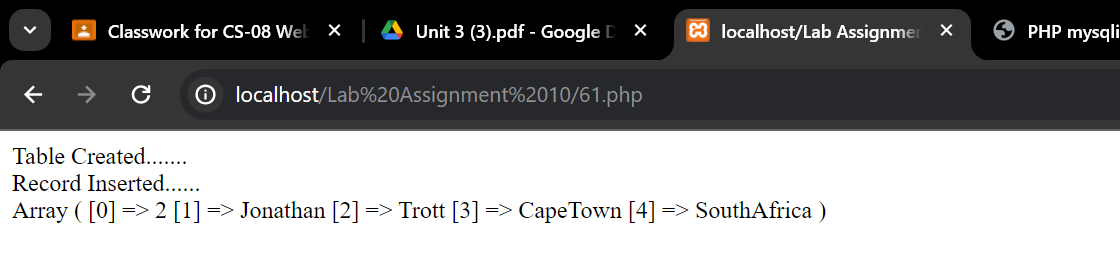 Classwork for CS-08 Web
Unit 3 (3).pdf - Google D
localhost/Lab Assignmen
PHP mysqli
localhost/Lab%20Assignment%2010/61.php
Table Created.......
Record Inserted......
Array ( [0] => 2 [1] => Jonathan [2] => Trott [3] => CapeTown [4] => SouthAfrica )